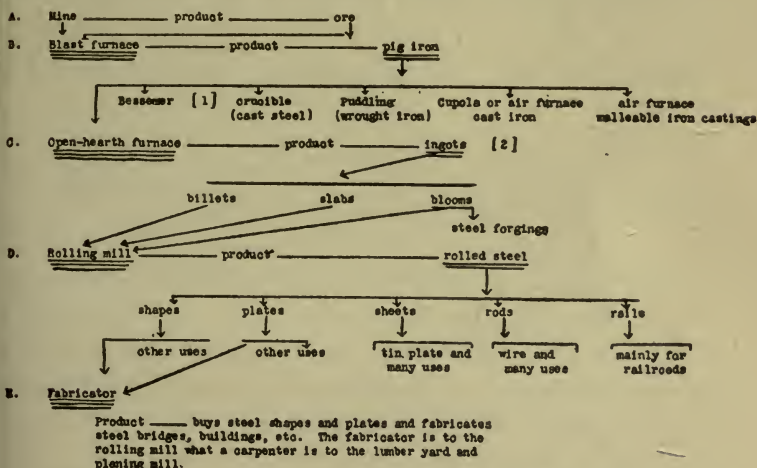 A. Mine product ore
B. Blast furnace product pig iron
Bessemer [1] crucible Puddling Cupola or air furnace air furnace
(cast steel) (wrought iron) cast iron malleable iron castings
C. Open-hearth furnace product ingots [2]
billets slabs blooms
steel forgings
D. Rolling mill product rolled steel
shapes plates sheets rods rails
other uses other uses tin plate and wire and mainly for
many uses many uses railroads
E. Fabricator
Product buys steel shapes and plates and fabricates
steel bridges, buildings, etc. The fabricator is to the
rolling mill what a carpenter is to the lumber yard and
planing mill.